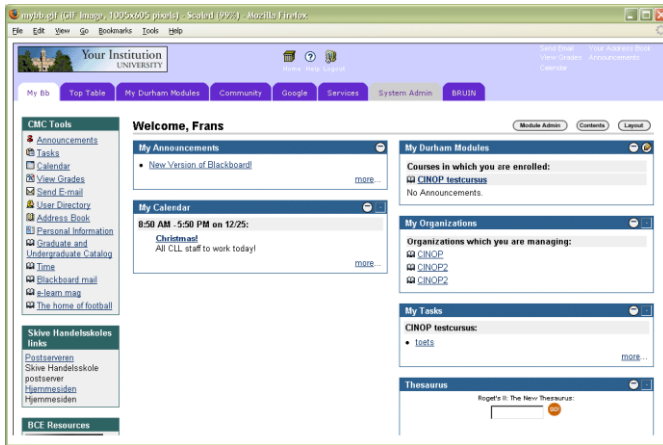 mybb.gif (GIF Image, 1005x605 pixels) - Scaled (99%) - Mozilla Firefox
File Edit View Go Bookmarks Tools Help
Your Institution
UNIVERSITY
Home Help Logout
Send Email Your Address Book
View Grades Announcements
Calendar
My Bb Top Table My Durham Modules Community Google Services System Admin BRUIN
CMC Tools
Announcements
Tasks
Calendar
View Grades
Send E-mail
User Directory
Address Book
Personal Information
Graduate and
Undergraduate Catalog
Time
Blackboard mail
e-learn mag
The home of football
Skive Handelsskoles
links
Postserveren
Skive Handelsskole
postserver
Hjemmesiden
Hjemmesiden
BCE Resources
Welcome, Frans
Module Admin Contents Layout
My Announcements
New Version of Blackboard!
more...
My Calendar
8:50 AM -5:50 PM on 12/25:
Christmas!
All CLL staff to work today!
more...
My Durham Modules
Courses in which you are enrolled:
CINOP testcursus
No Announcements.
My Organizations
Organizations which you are managing:
CINOP
CINOP2
CINOP2
My Tasks
CINOP testcursus:
toets
more...
Thesaurus
Roget's II: The New Thesaurus:
GO!